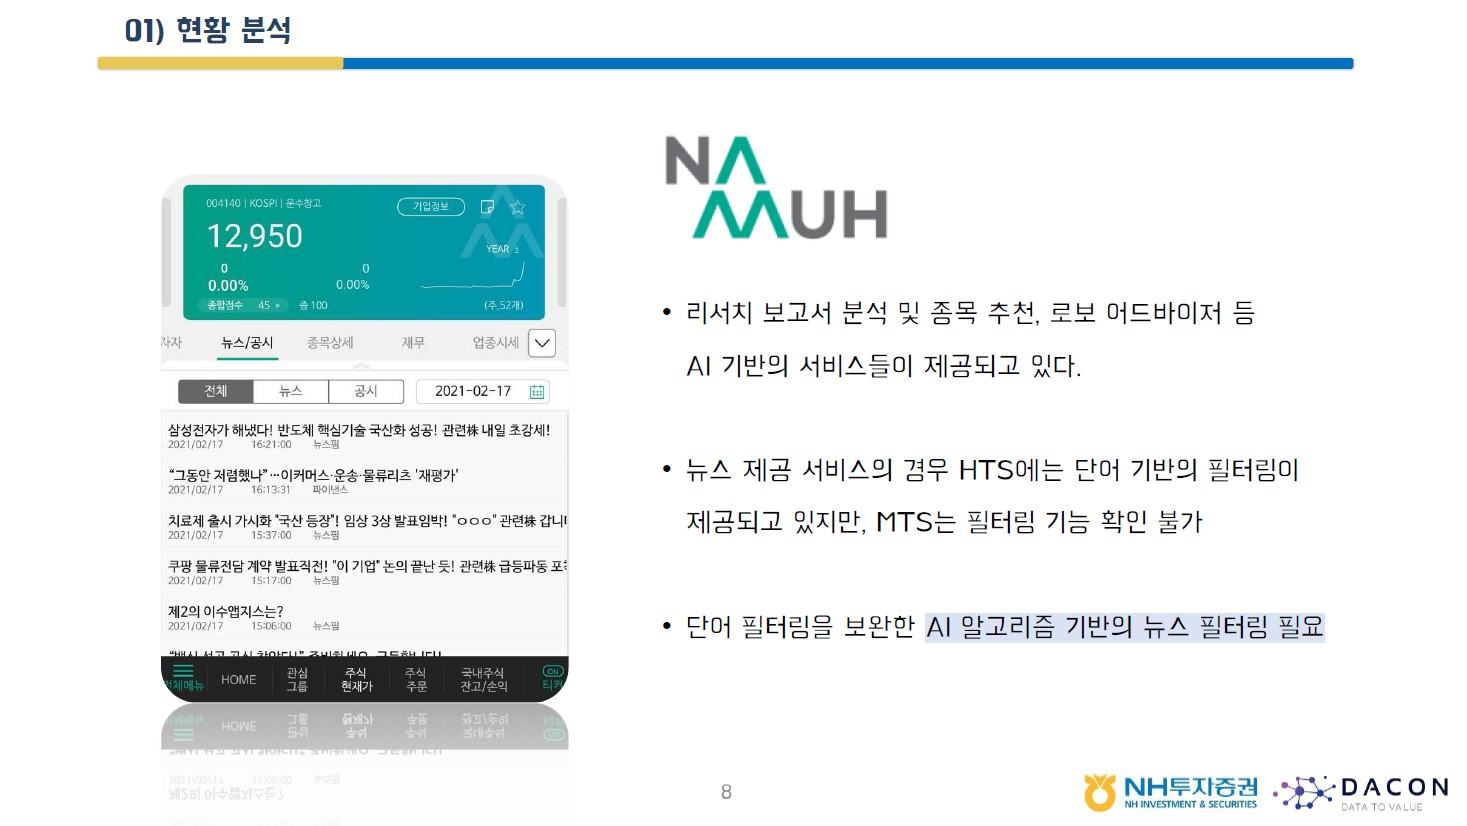 01) 현황 분석
004140 | KOSPI | 운수창고
기업정보
12,950
YEAR
0
0
0.00%
0.00%
종합점수 45 ▸ 증 100
(주,52개)
자자 뉴스/공시 종목상세 재무 업종시세
전체 뉴스 공시 2021-02-17
삼성전자가 해냈다! 반도체 핵심기술 국산화 성공! 관련株 내일 초강세!
2021/02/17 16:21:00 뉴스핌
“그동안 저렴했나”…이커머스·운송·물류리츠 '재평가'
2021/02/17 16:13:31 파이낸스
치료제 출시 가시화 "국산 등장"! 임상 3상 발표임박! "ㅇㅇㅇ" 관련株 갑니
2021/02/17 15:37:00 뉴스핌
쿠팡 물류전담 계약 발표직전! "이 기업" 논의 끝난 듯! 관련株 급등파동
2021/02/17 15:17:00 뉴스핌
제2의 이수앱지스는?
2021/02/17 15:06:00 뉴스핌
전체메뉴 HOME 관심그룹 주식현재가 주식주문 국내주식잔고/손익 ON 티커
NAMUH
• 리서치 보고서 분석 및 종목 추천, 로보 어드바이저 등
AI 기반의 서비스들이 제공되고 있다.
• 뉴스 제공 서비스의 경우 HTS에는 단어 기반의 필터링이
제공되고 있지만, MTS는 필터링 기능 확인 불가
• 단어 필터링을 보완한 AI 알고리즘 기반의 뉴스 필터링 필요
8
NH투자증권
NH INVESTMENT & SECURITIES
DACON
DATA TO VALUE